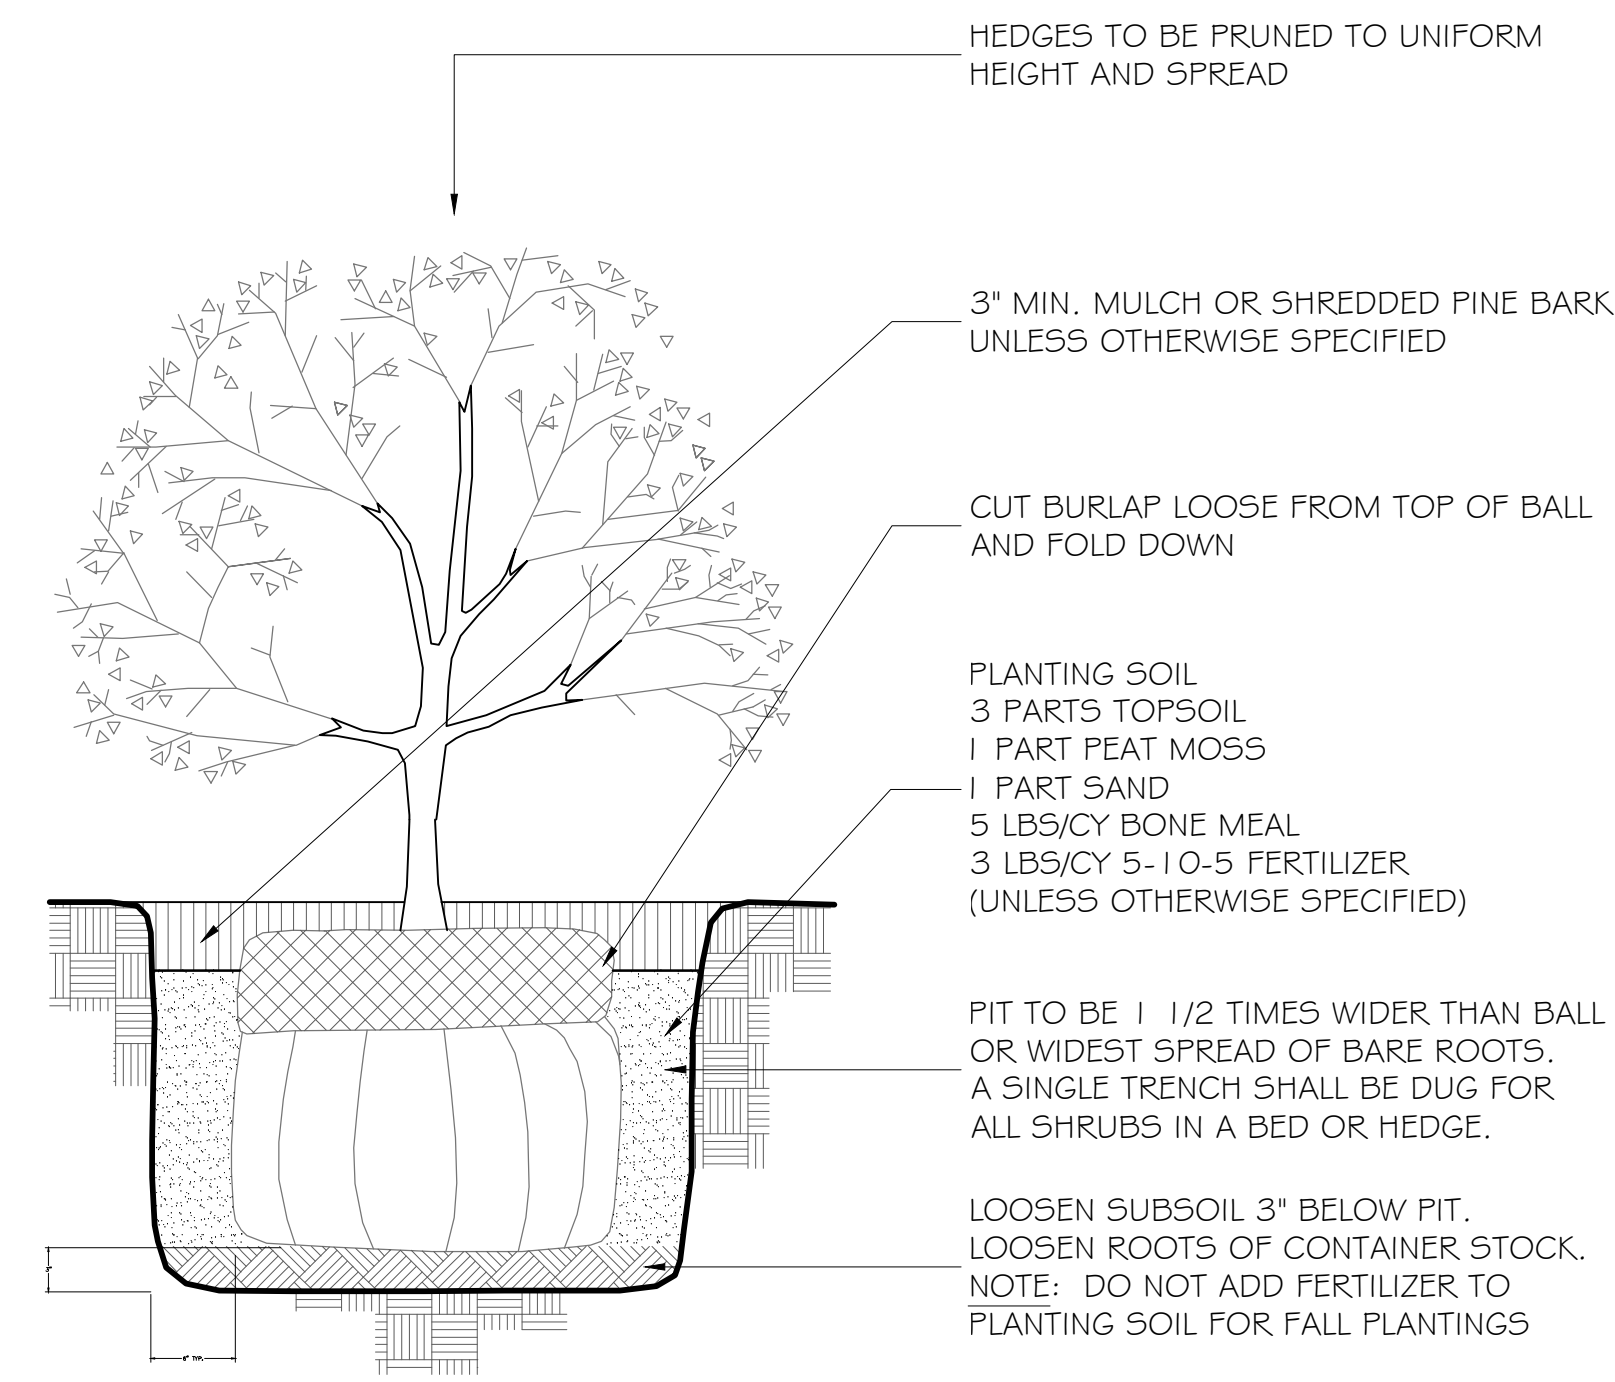 HEDGES TO BE PRUNED TO UNIFORM
HEIGHT AND SPREAD
3" MIN. MULCH OR SHREDDED PINE BARK
UNLESS OTHERWISE SPECIFIED
CUT BURLAP LOOSE FROM TOP OF BALL
AND FOLD DOWN
PLANTING SOIL
3 PARTS TOPSOIL
1 PART PEAT MOSS
1 PART SAND
5 LBS/CY BONE MEAL
3 LBS/CY 5-10-5 FERTILIZER
(UNLESS OTHERWISE SPECIFIED)
PIT TO BE 1 1/2 TIMES WIDER THAN BALL
OR WIDEST SPREAD OF BARE ROOTS.
A SINGLE TRENCH SHALL BE DUG FOR
ALL SHRUBS IN A BED OR HEDGE.
LOOSEN SUBSOIL 3" BELOW PIT.
LOOSEN ROOTS OF CONTAINER STOCK.
NOTE: DO NOT ADD FERTILIZER TO
PLANTING SOIL FOR FALL PLANTINGS
3"
6" TYP.